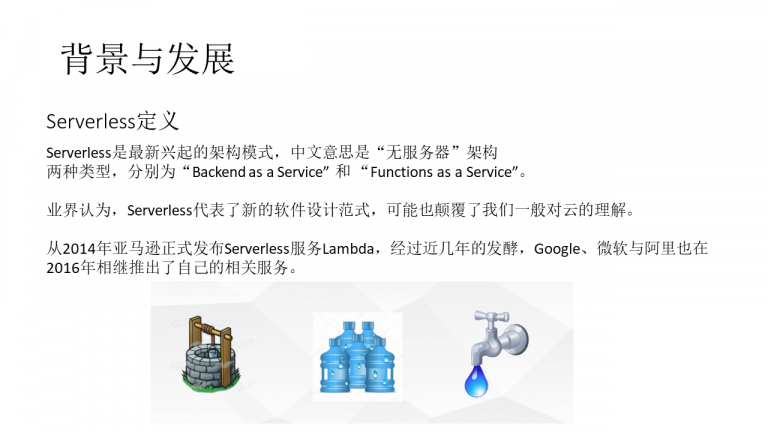 背景与发展
Serverless定义
Serverless是最新兴起的架构模式，中文意思是“无服务器”架构
两种类型，分别为“Backend as a Service” 和 “Functions as a Service”。
业界认为，Serverless代表了新的软件设计范式，可能也颠覆了我们一般对云的理解。
从2014年亚马逊正式发布Serverless服务Lambda，经过近几年的发酵，Google、微软与阿里也在
2016年相继推出了自己的相关服务。